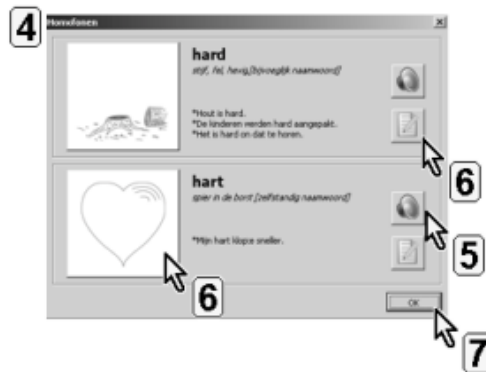 4
Homofonen
hard
stijf, fel, hevig,[bijvoeglijk naamwoord]
*Hout is hard.
*De kinderen werden hard aangepakt.
*Het is hard om dat te horen.
6
hart
spier in de borst [zelfstandig naamwoord]
*Mijn hart klopte sneller.
5
6
OK
7